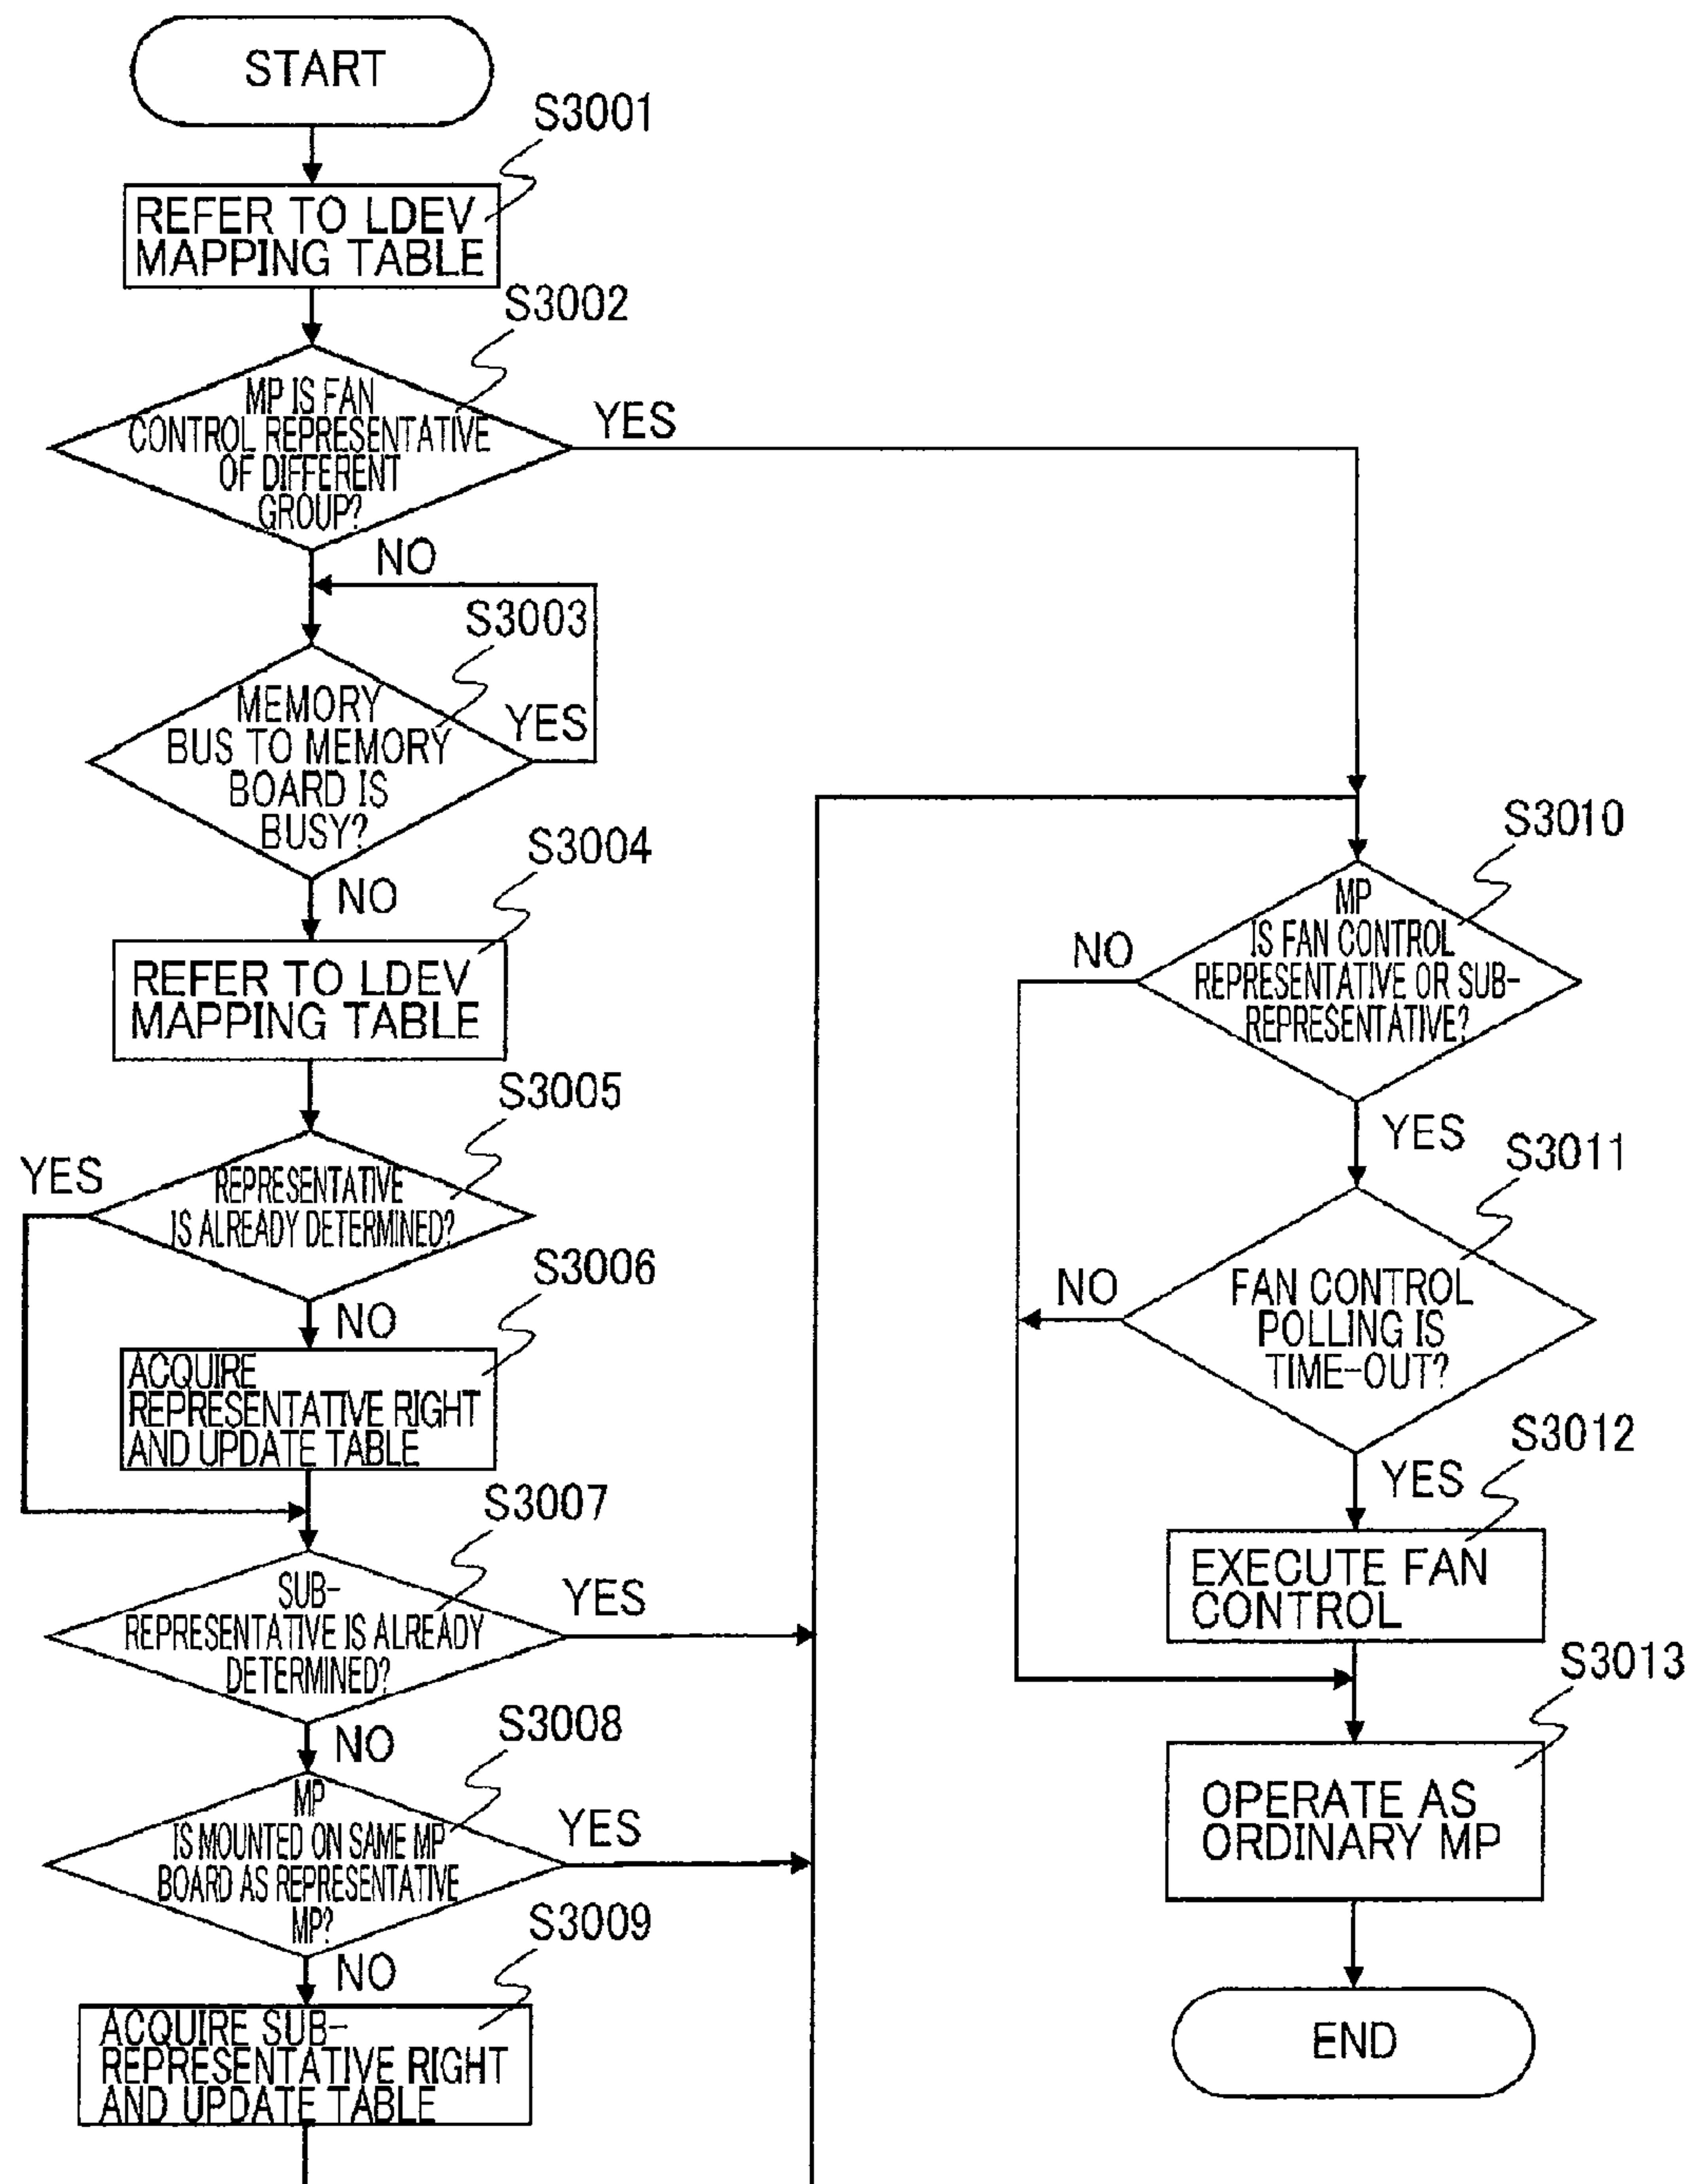 START
S3001
REFER TO LDEV
MAPPING TABLE
S3002
MP IS FAN
CONTROL REPRESENTATIVE
OF DIFFERENT
GROUP?
YES
NO
S3003
MEMORY
BUS TO MEMORY
BOARD IS
BUSY?
YES
NO
S3004
REFER TO LDEV
MAPPING TABLE
S3005
REPRESENTATIVE
IS ALREADY DETERMINED?
YES
NO
S3006
ACQUIRE
REPRESENTATIVE RIGHT
AND UPDATE TABLE
S3007
SUB-
REPRESENTATIVE IS ALREADY
DETERMINED?
YES
NO
S3008
MP
IS MOUNTED ON SAME MP
BOARD AS REPRESENTATIVE
MP?
YES
NO
S3009
ACQUIRE SUB-
REPRESENTATIVE RIGHT
AND UPDATE TABLE
S3010
MP
IS FAN CONTROL
REPRESENTATIVE OR SUB-
REPRESENTATIVE?
NO
YES
S3011
FAN CONTROL
POLLING IS
TIME-OUT?
NO
YES
S3012
EXECUTE FAN
CONTROL
S3013
OPERATE AS
ORDINARY MP
END